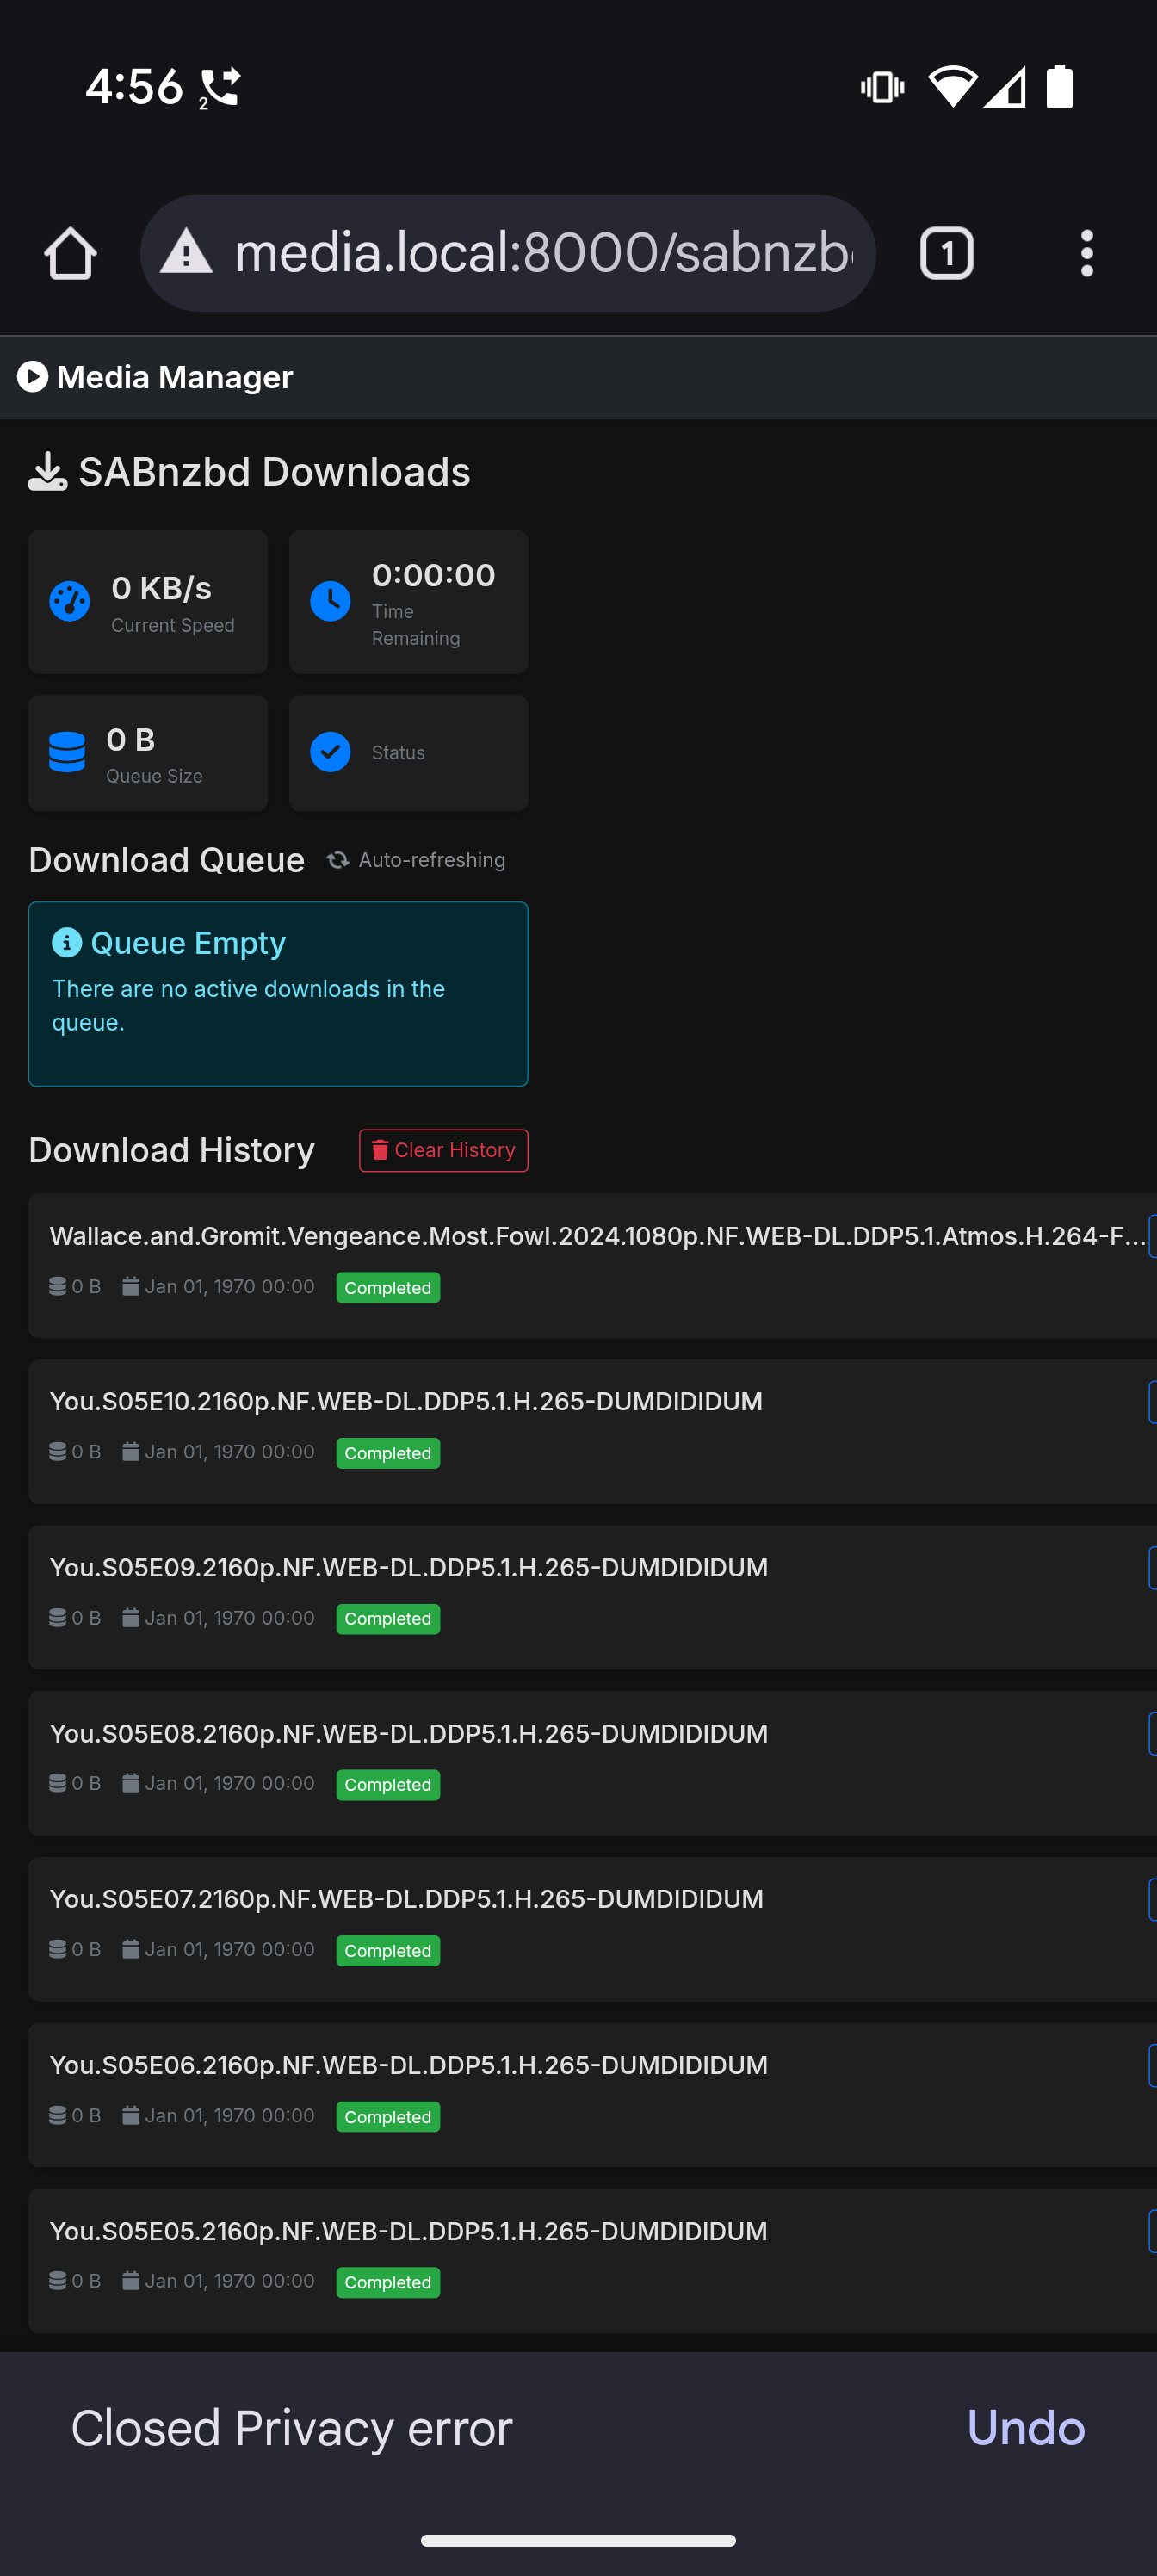 4:56 2
media.local:8000/sabnzb
1
Media Manager
SABnzbd Downloads
0 KB/s
Current Speed
0:00:00
Time
Remaining
0 B
Queue Size
Status
Download Queue Auto-refreshing
Queue Empty
There are no active downloads in the
queue.
Download History Clear History
Wallace.and.Gromit.Vengeance.Most.Fowl.2024.1080p.NF.WEB-DL.DDP5.1.Atmos.H.264-F...
0 B Jan 01, 1970 00:00 Completed
You.S05E10.2160p.NF.WEB-DL.DDP5.1.H.265-DUMDIDIDUM
0 B Jan 01, 1970 00:00 Completed
You.S05E09.2160p.NF.WEB-DL.DDP5.1.H.265-DUMDIDIDUM
0 B Jan 01, 1970 00:00 Completed
You.S05E08.2160p.NF.WEB-DL.DDP5.1.H.265-DUMDIDIDUM
0 B Jan 01, 1970 00:00 Completed
You.S05E07.2160p.NF.WEB-DL.DDP5.1.H.265-DUMDIDIDUM
0 B Jan 01, 1970 00:00 Completed
You.S05E06.2160p.NF.WEB-DL.DDP5.1.H.265-DUMDIDIDUM
0 B Jan 01, 1970 00:00 Completed
You.S05E05.2160p.NF.WEB-DL.DDP5.1.H.265-DUMDIDIDUM
0 B Jan 01, 1970 00:00 Completed
Closed Privacy error Undo